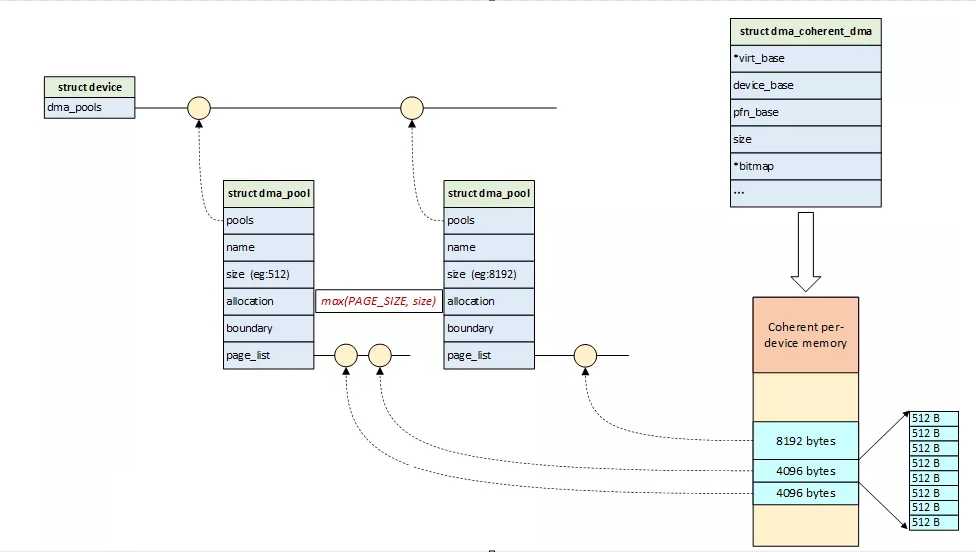 struct device
dma_pools
struct dma_pool
pools
name
size (eg:512)
allocation
boundary
page_list
max(PAGE_SIZE, size)
struct dma_pool
pools
name
size (eg:8192)
allocation
boundary
page_list
struct dma_coherent_dma
*virt_base
device_base
pfn_base
size
*bitmap
...
Coherent per-
device memory
8192 bytes
4096 bytes
4096 bytes
512 B
512 B
512 B
512 B
512 B
512 B
512 B
512 B